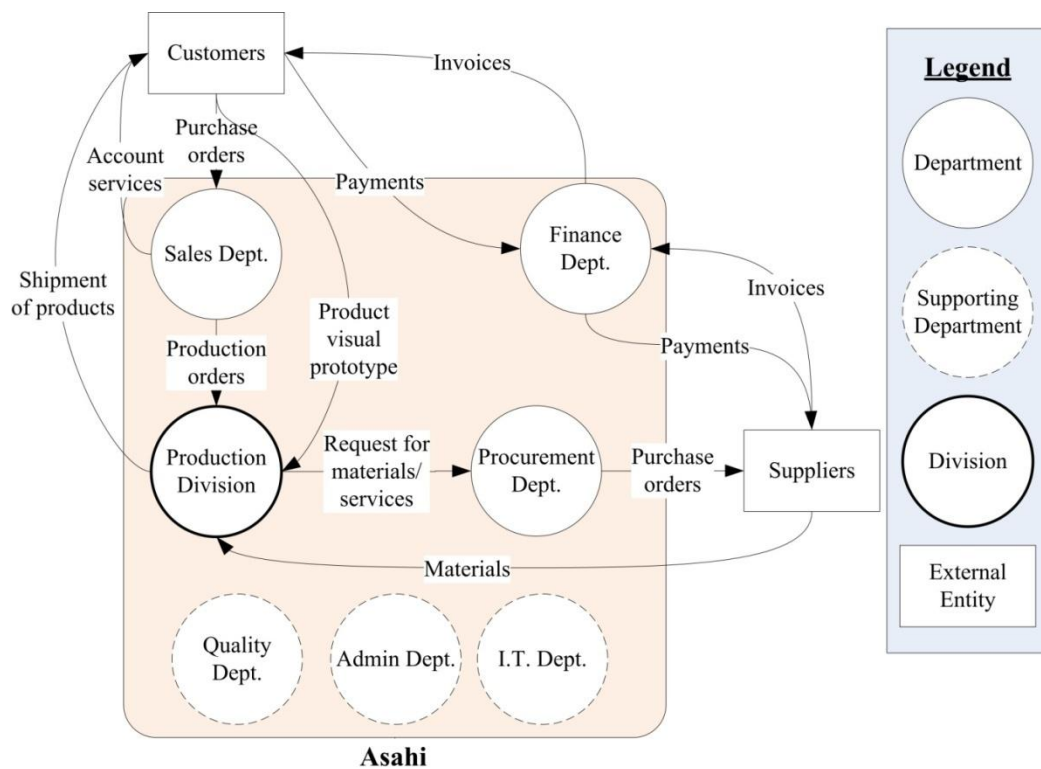 Customers
Invoices
Legend
Purchase
orders
Account
services
Payments
Department
Sales Dept.
Finance
Dept.
Shipment
of products
Invoices
Supporting
Department
Product
visual
prototype
Payments
Production
orders
Production
Division
Request for
materials/
services
Procurement
Dept.
Purchase
orders
Suppliers
Division
Materials
External
Entity
Quality
Dept.
Admin Dept.
I.T. Dept.
Asahi